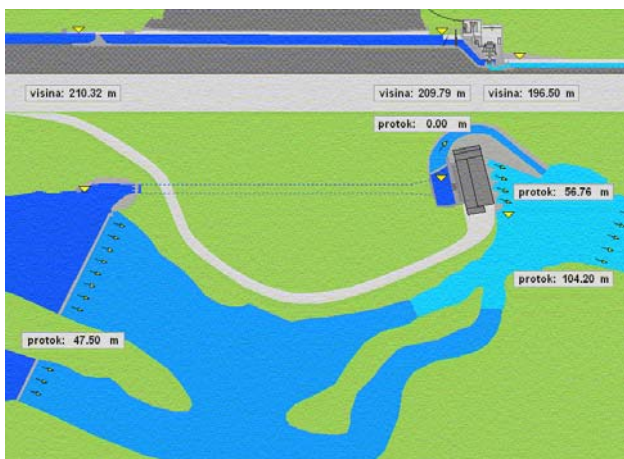 visina: 210.32 m
visina: 209.79 m
visina: 196.50 m
protok: 0.00 m
protok: 56.76 m
protok: 104.20 m
protok: 47.50 m